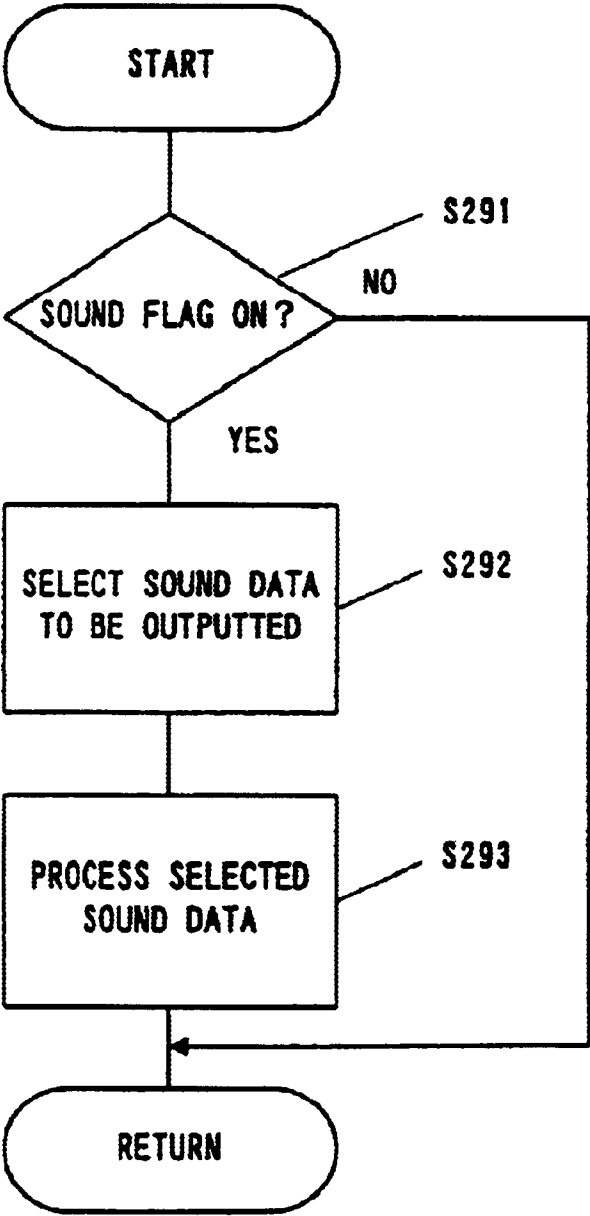 START
S291
NO
SOUND FLAG ON?
YES
SELECT SOUND DATA
TO BE OUTPUTTED
S292
PROCESS SELECTED
SOUND DATA
S293
RETURN